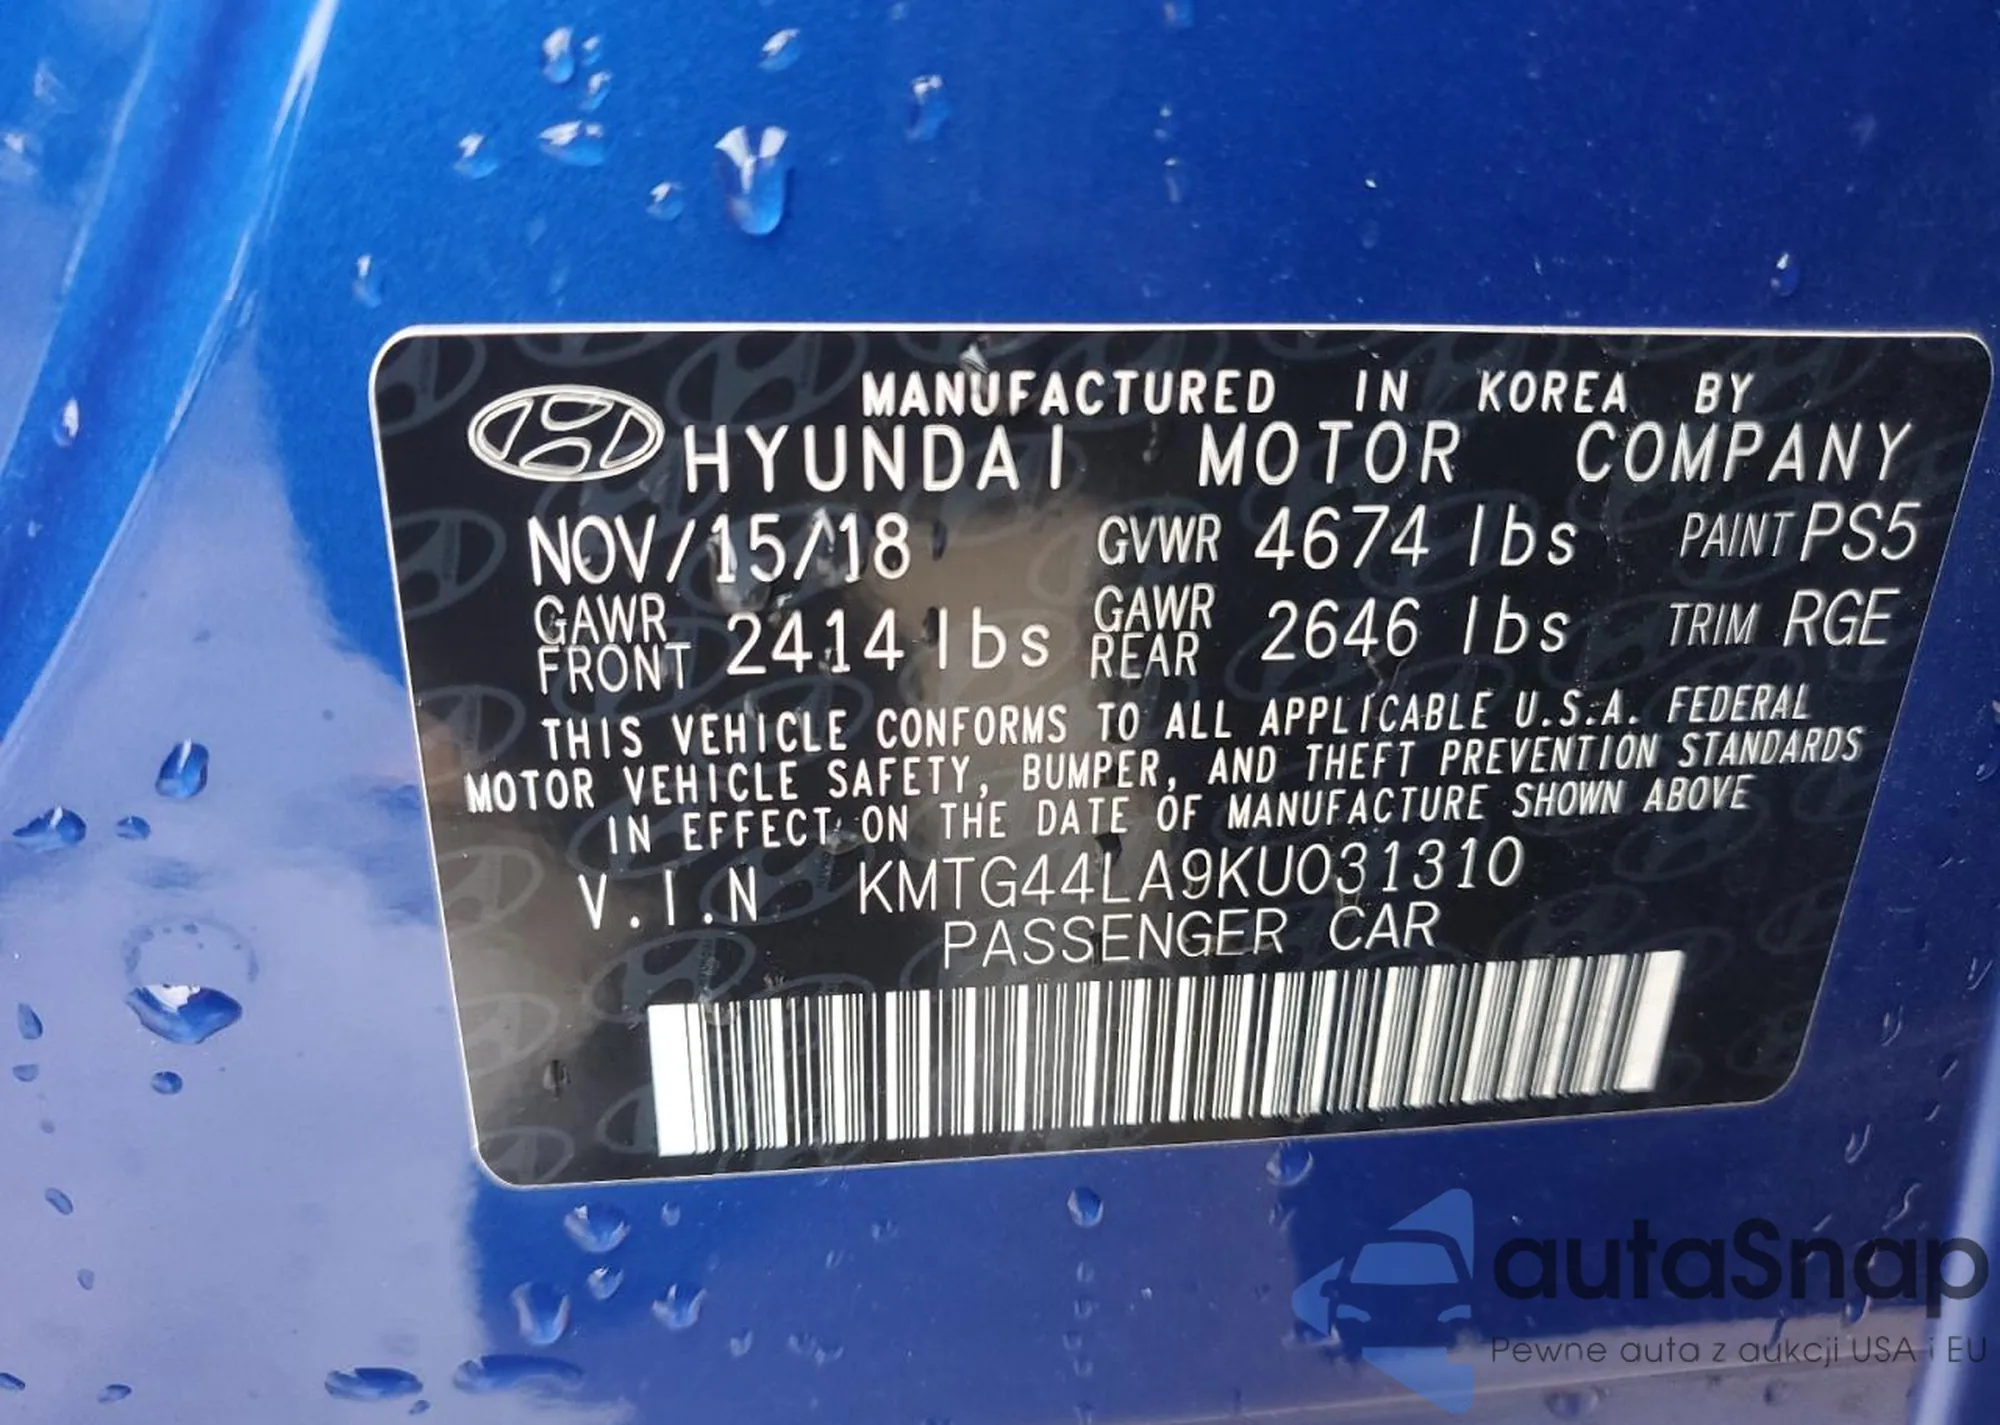 MANUFACTURED IN KOREA BY
HYUNDAI MOTOR COMPANY
NOV/15/18 GVWR 4674 lbs PAINT PS5
GAWR FRONT 2414 lbs GAWR REAR 2646 lbs TRIM RGE
THIS VEHICLE CONFORMS TO ALL APPLICABLE U.S.A. FEDERAL
MOTOR VEHICLE SAFETY, BUMPER, AND THEFT PREVENTION STANDARDS
IN EFFECT ON THE DATE OF MANUFACTURE SHOWN ABOVE
V.I.N KMTG44LA9KU031310
PASSENGER CAR
autaSnap
Pewne auta z aukcji USA i EU